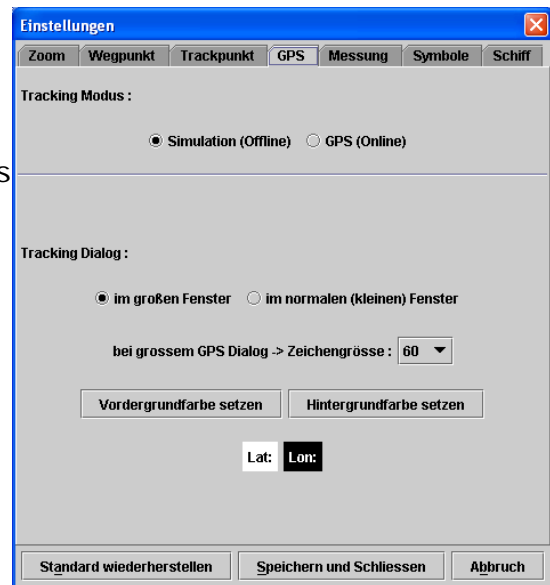 Einstellungen
Zoom Wegpunkt Trackpunkt GPS Messung Symbole Schiff
Tracking Modus :
Simulation (Offline) GPS (Online)
s
Tracking Dialog :
im großen Fenster im normalen (kleinen) Fenster
bei grossem GPS Dialog -> Zeichengrösse : 60
Vordergrundfarbe setzen Hintergrundfarbe setzen
Lat: Lon:
Standard wiederherstellen Speichern und Schliessen Abbruch